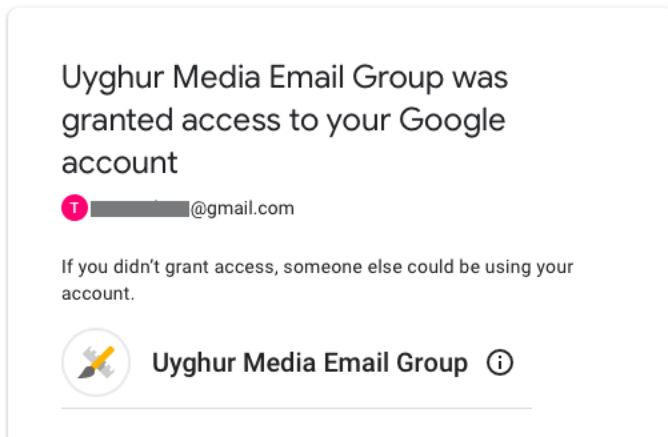 Uyghur Media Email Group was
granted access to your Google
account
T @gmail.com
If you didn’t grant access, someone else could be using your
account.
Uyghur Media Email Group